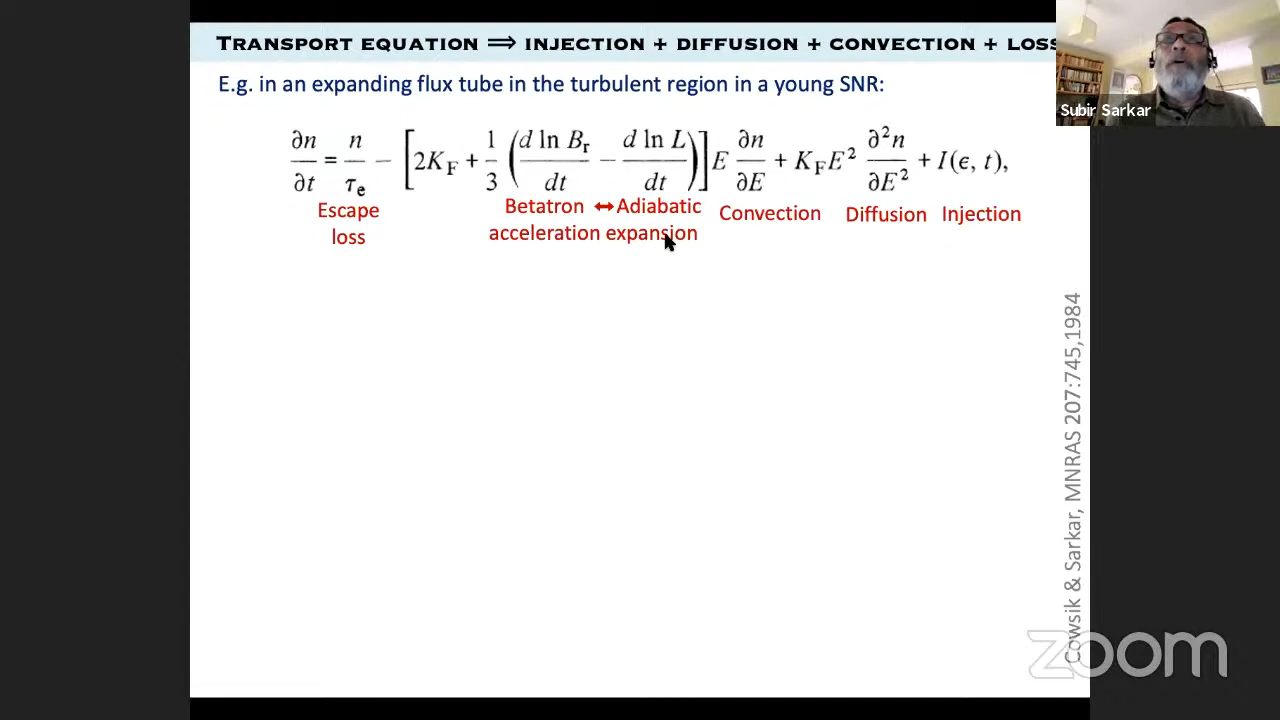 TRANSPORT EQUATION ⟹ INJECTION + DIFFUSION + CONVECTION + LOSS
Subir Sarkar
E.g. in an expanding flux tube in the turbulent region in a young SNR:
∂n/∂t = n/τe − [2KF + 1/3 (d ln Br/dt − d ln L/dt)] E ∂n/∂E + KF E² ∂²n/∂E² + I(ϵ, t),
Escape loss
Betatron ↔ Adiabatic
acceleration expansion
Convection
Diffusion
Injection
Cowsik & Sarkar, MNRAS 207:745,1984
zoom